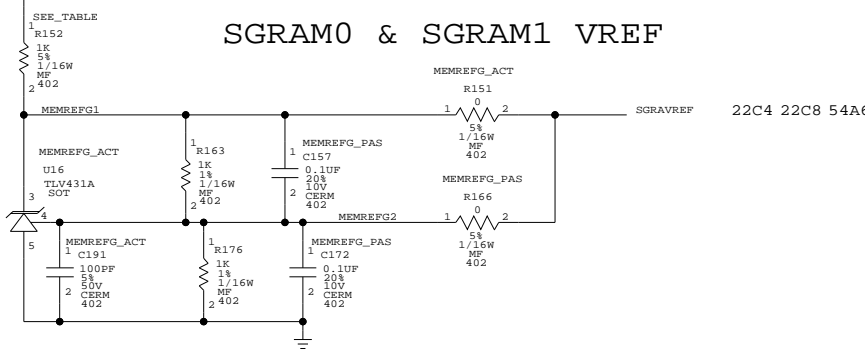 SGRAM0 & SGRAM1 VREF
SEE_TABLE
1
R152
1K
5%
1/16W
MF
402
2
MEMREFG1
MEMREFG_ACT
R151
0
1
2
5%
1/16W
MF
402
SGRAVREF
22C4 22C8 54A6
MEMREFG_ACT
U16
TLV431A
SOT
3
4
5
1
R163
1K
1%
1/16W
MF
402
2
MEMREFG_PAS
1
C157
0.1UF
20%
10V
CERM
402
2
MEMREFG_PAS
R166
0
1
2
5%
1/16W
MF
402
MEMREFG2
MEMREFG_ACT
1
C191
100PF
5%
50V
CERM
402
2
1
R176
1K
1%
1/16W
MF
402
2
MEMREFG_PAS
1
C172
0.1UF
20%
10V
CERM
402
2